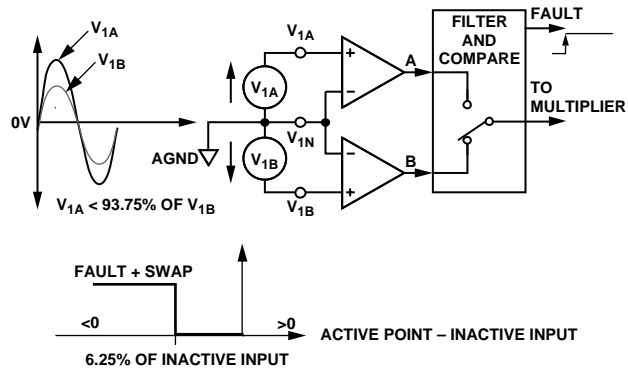 V1A
V1B
0V
V1A < 93.75% OF V1B
AGND
V1A
V1A
V1N
V1B
V1B
+
−
−
+
A
B
FILTER
AND
COMPARE
FAULT
TO
MULTIPLIER
FAULT + SWAP
<0
>0
ACTIVE POINT – INACTIVE INPUT
6.25% OF INACTIVE INPUT